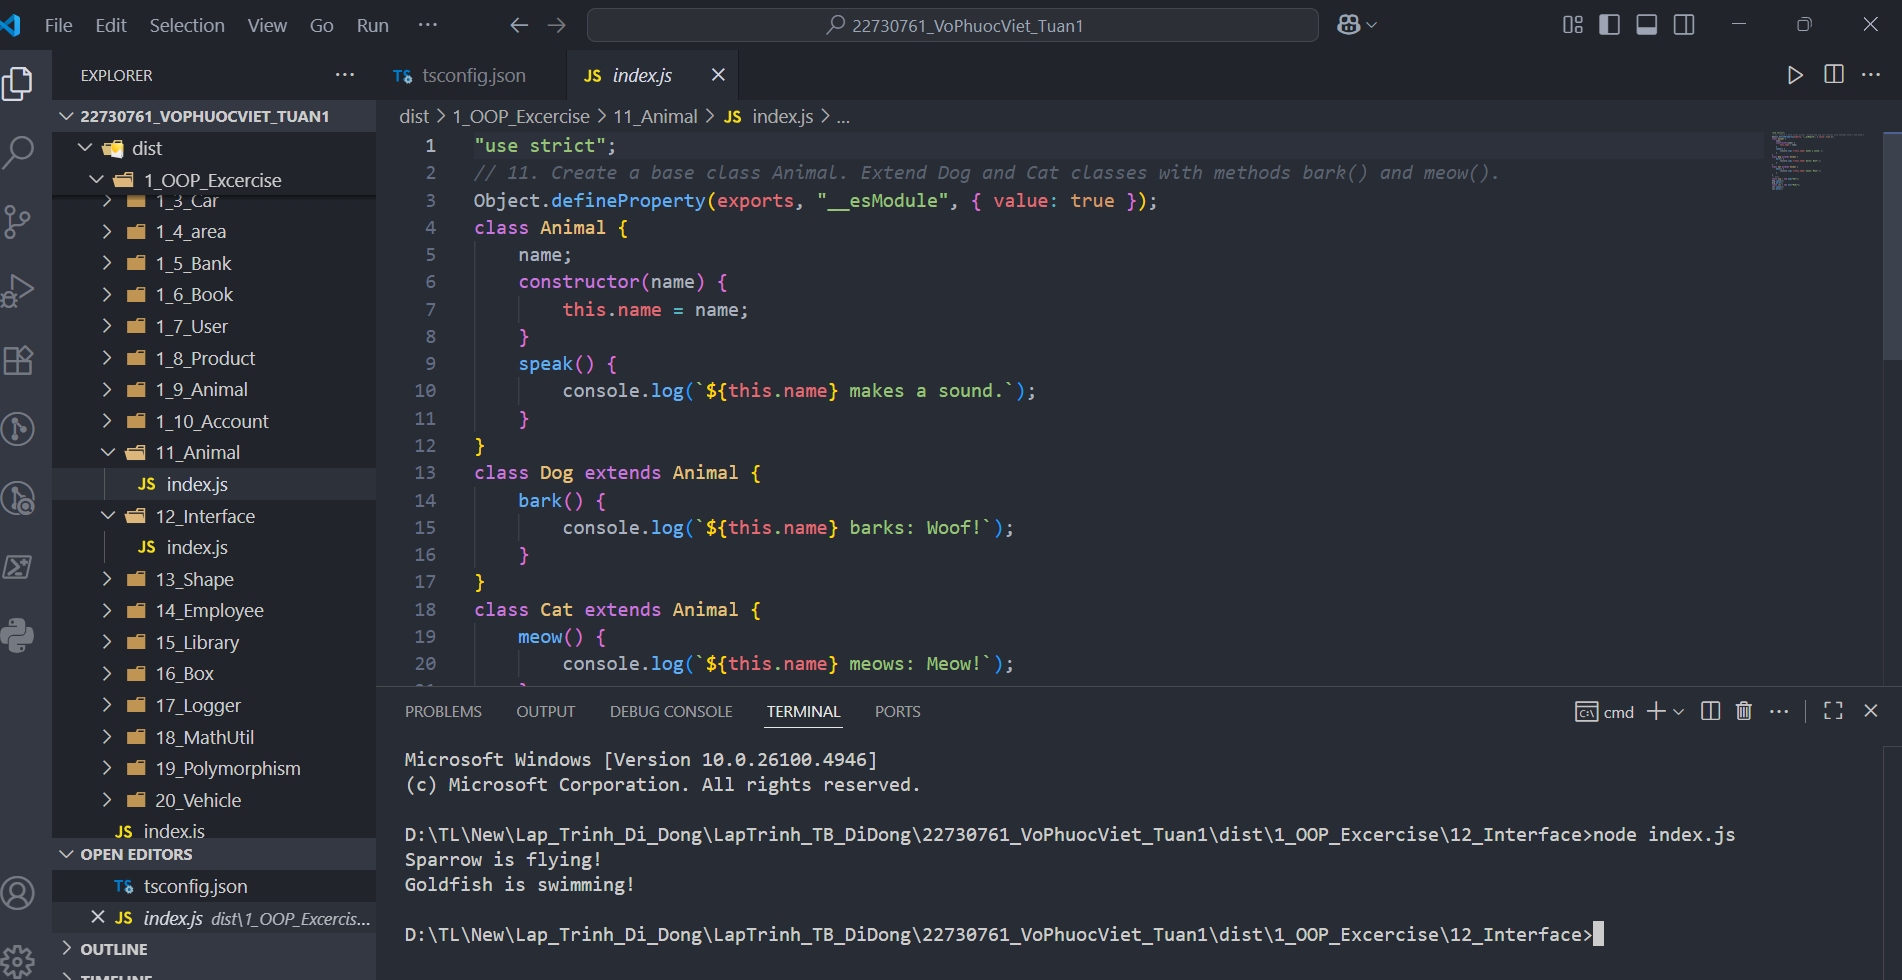 File Edit Selection View Go Run ···
22730761_VoPhuocViet_Tuan1
EXPLORER ···
22730761_VOPHUOCVIET_TUAN1
dist
1_OOP_Excercise
1_3_Car
1_4_area
1_5_Bank
1_6_Book
1_7_User
1_8_Product
1_9_Animal
1_10_Account
11_Animal
JS index.js
12_Interface
JS index.js
13_Shape
14_Employee
15_Library
16_Box
17_Logger
18_MathUtil
19_Polymorphism
20_Vehicle
JS index.js
OPEN EDITORS
TS tsconfig.json
JS index.js dist\1_OOP_Excercis...
OUTLINE
TIMELINE
TS tsconfig.json JS index.js
dist > 1_OOP_Excercise > 11_Animal > JS index.js > ...
1 "use strict";
2 // 11. Create a base class Animal. Extend Dog and Cat classes with methods bark() and meow().
3 Object.defineProperty(exports, "__esModule", { value: true });
4 class Animal {
5 name;
6 constructor(name) {
7 this.name = name;
8 }
9 speak() {
10 console.log(`${this.name} makes a sound.`);
11 }
12 }
13 class Dog extends Animal {
14 bark() {
15 console.log(`${this.name} barks: Woof!`);
16 }
17 }
18 class Cat extends Animal {
19 meow() {
20 console.log(`${this.name} meows: Meow!`);
PROBLEMS OUTPUT DEBUG CONSOLE TERMINAL PORTS
cmd
Microsoft Windows [Version 10.0.26100.4946]
(c) Microsoft Corporation. All rights reserved.
D:\TL\New\Lap_Trinh_Di_Dong\LapTrinh_TB_DiDong\22730761_VoPhuocViet_Tuan1\dist\1_OOP_Excercise\12_Interface>node index.js
Sparrow is flying!
Goldfish is swimming!
D:\TL\New\Lap_Trinh_Di_Dong\LapTrinh_TB_DiDong\22730761_VoPhuocViet_Tuan1\dist\1_OOP_Excercise\12_Interface>